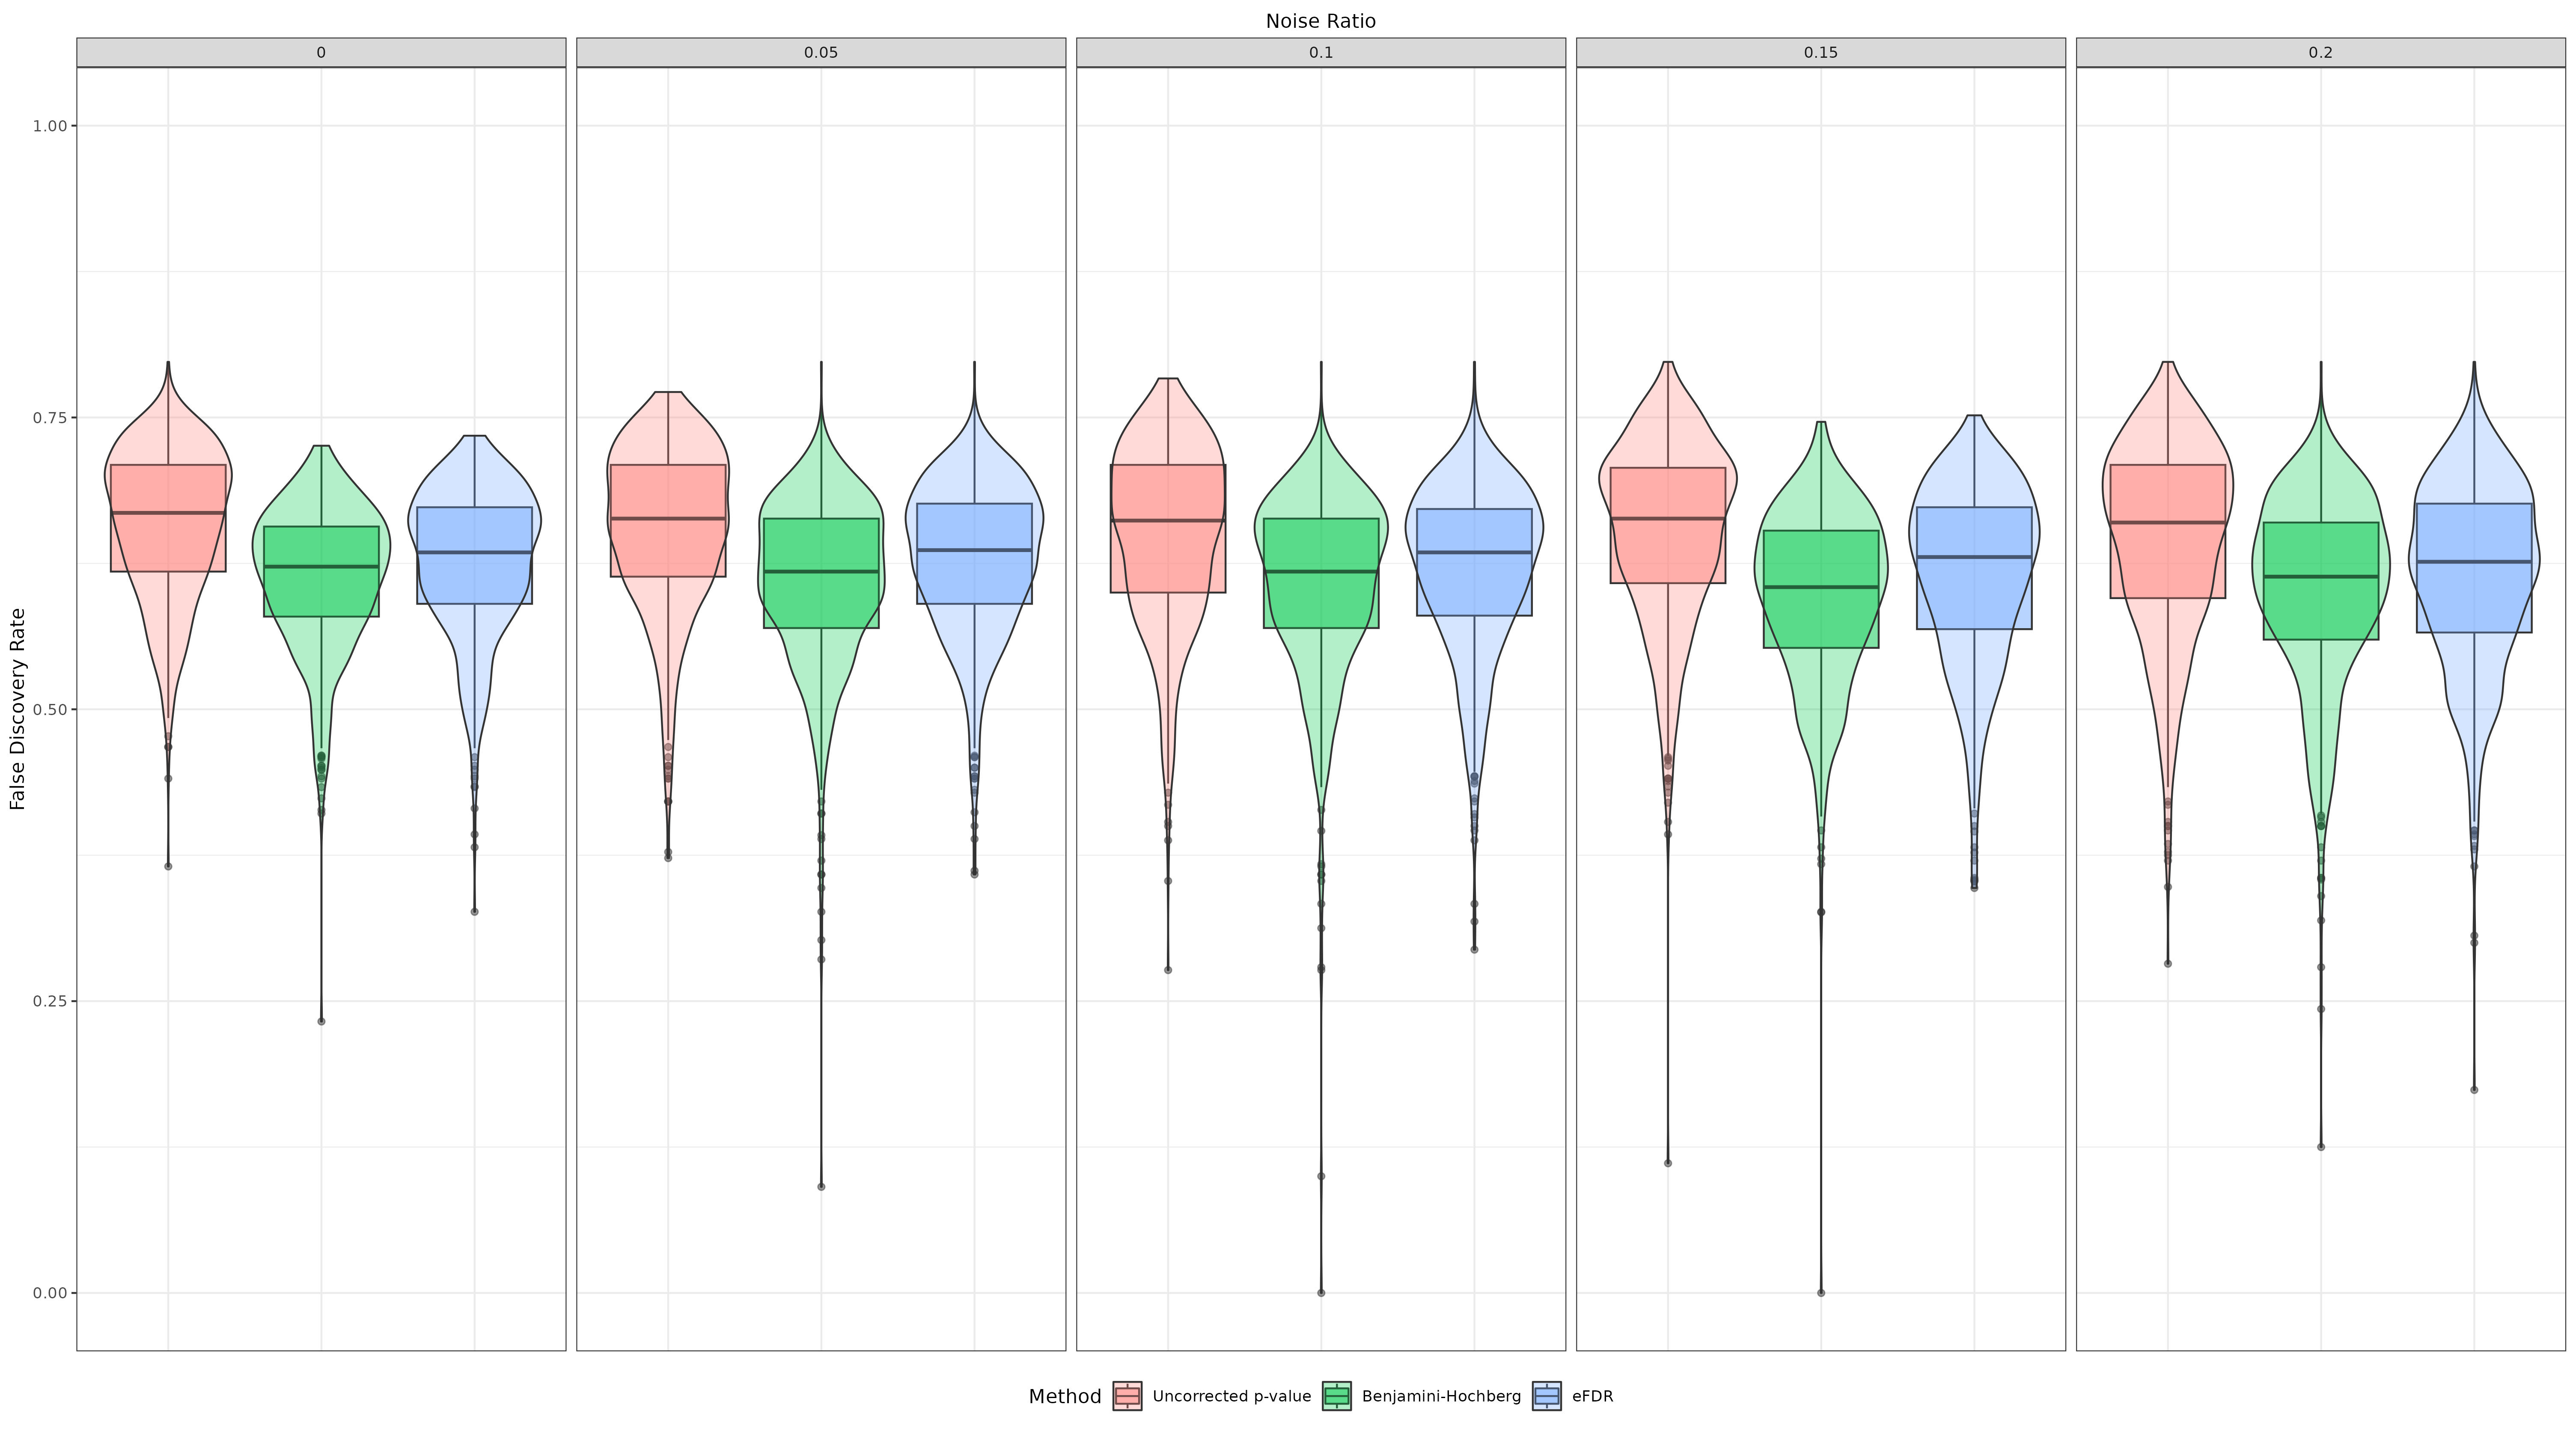 Noise Ratio
0 0.05 0.1 0.15 0.2
1.00
0.75
0.50
0.25
0.00
False Discovery Rate
Method Uncorrected p-value Benjamini-Hochberg eFDR